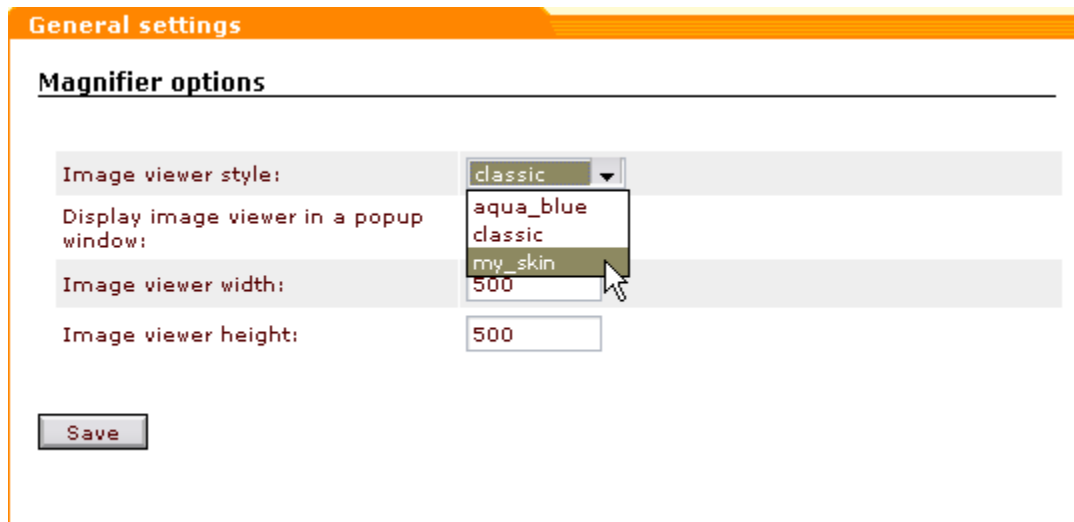 General settings
Magnifier options
Image viewer style:
classic
aqua_blue
classic
my_skin
Display image viewer in a popup
window:
Image viewer width:
500
Image viewer height:
500
Save